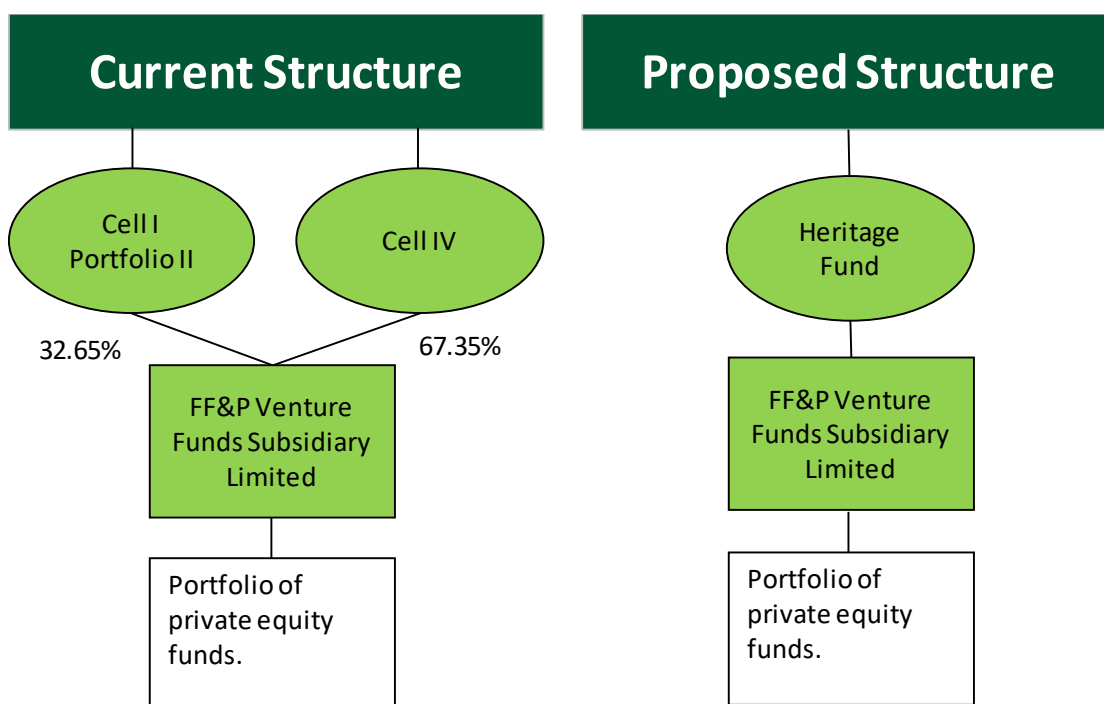 Current Structure
Cell I
Portfolio II
Cell IV
32.65%
67.35%
FF&P Venture
Funds Subsidiary
Limited
Portfolio of
private equity
funds.
Proposed Structure
Heritage
Fund
FF&P Venture
Funds Subsidiary
Limited
Portfolio of
private equity
funds.